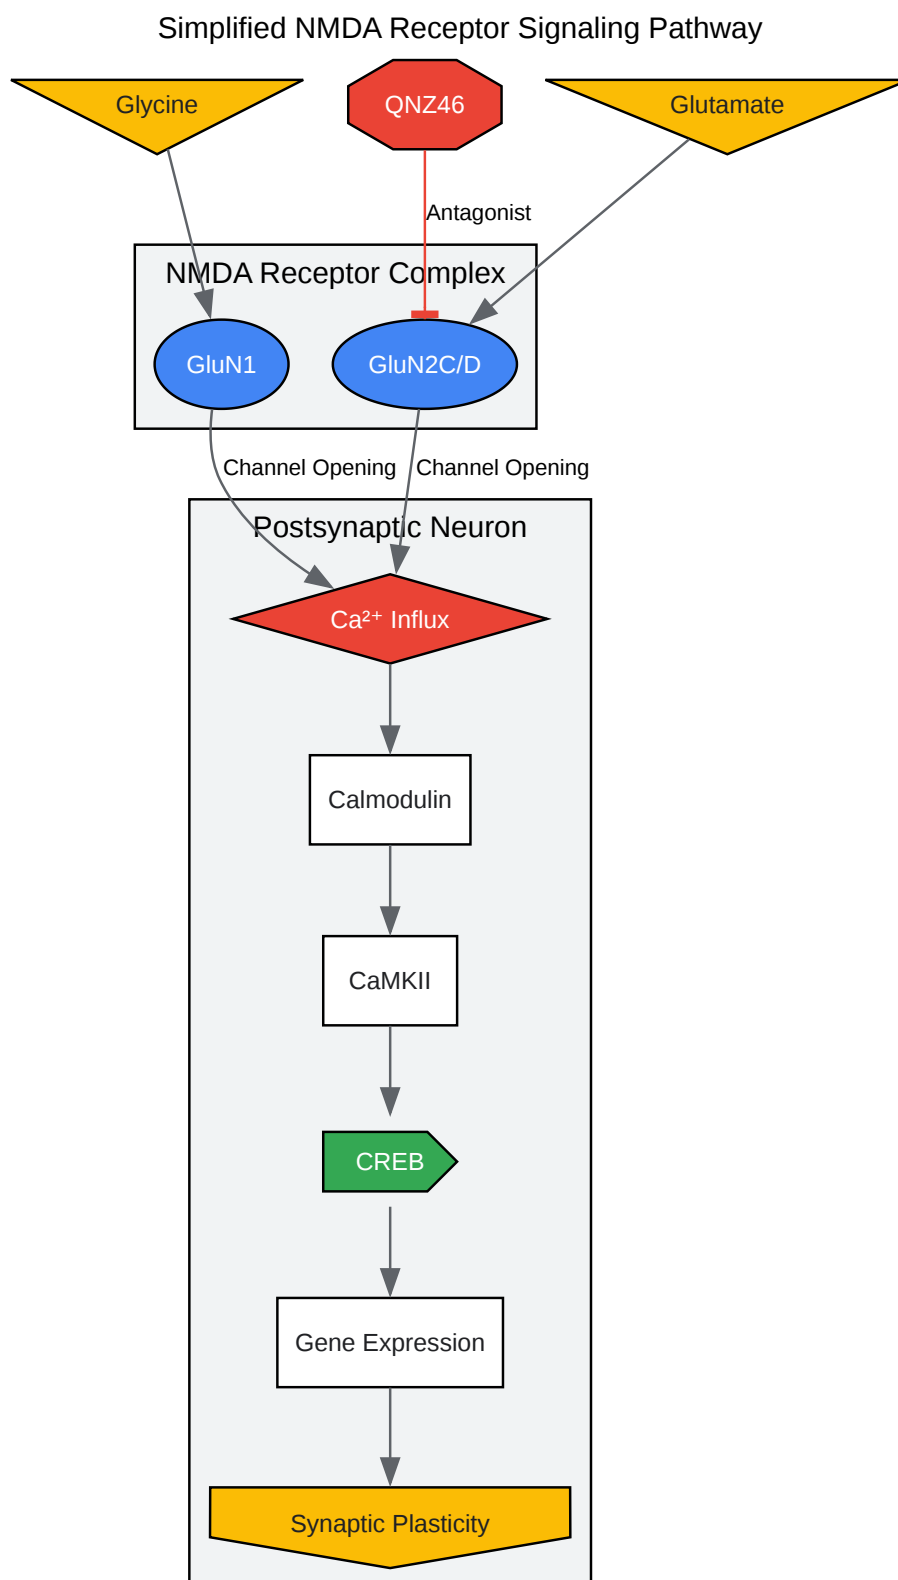 Simplified NMDA Receptor Signaling Pathway
Glycine
QNZ46
Glutamate
Antagonist
NMDA Receptor Complex
GluN1
GluN2C/D
Channel Opening
Channel Opening
Postsynaptic Neuron
Ca²⁺ Influx
Calmodulin
CaMKII
CREB
Gene Expression
Synaptic Plasticity